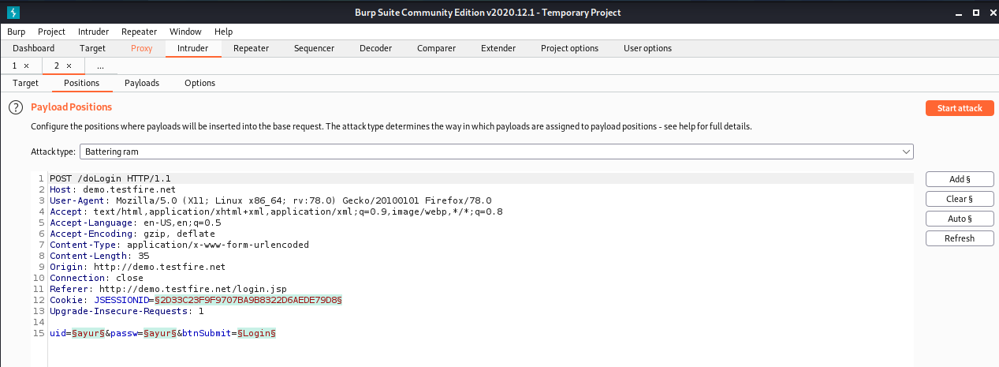 Burp Suite Community Edition v2020.12.1 - Temporary Project
Burp Project Intruder Repeater Window Help
Dashboard Target Proxy Intruder Repeater Sequencer Decoder Comparer Extender Project options User options
1 × 2 × ...
Target Positions Payloads Options
? Payload Positions Start attack
Configure the positions where payloads will be inserted into the base request. The attack type determines the way in which payloads are assigned to payload positions - see help for full details.
Attack type: Battering ram
1 POST /doLogin HTTP/1.1 Add §
2 Host: demo.testfire.net
3 User-Agent: Mozilla/5.0 (X11; Linux x86_64; rv:78.0) Gecko/20100101 Firefox/78.0 Clear §
4 Accept: text/html,application/xhtml+xml,application/xml;q=0.9,image/webp,*/*;q=0.8
5 Accept-Language: en-US,en;q=0.5 Auto §
6 Accept-Encoding: gzip, deflate Refresh
7 Content-Type: application/x-www-form-urlencoded
8 Content-Length: 35
9 Origin: http://demo.testfire.net
10 Connection: close
11 Referer: http://demo.testfire.net/login.jsp
12 Cookie: JSESSIONID=§2D33C23F9F9707BA9B8322D6AEDE79D8§
13 Upgrade-Insecure-Requests: 1
14
15 uid=§ayur§&passw=§ayur§&btnSubmit=§Login§